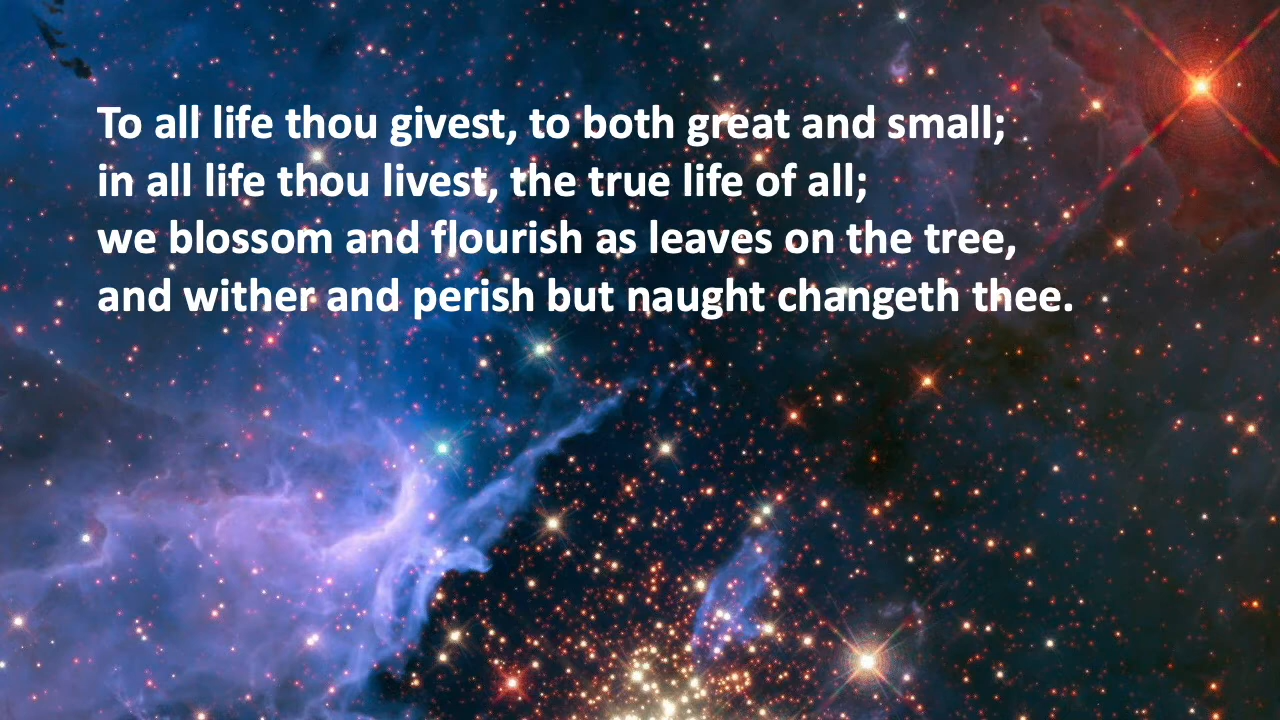 To all life thou givest, to both great and small;
in all life thou livest, the true life of all;
we blossom and flourish as leaves on the tree,
and wither and perish but naught changeth thee.